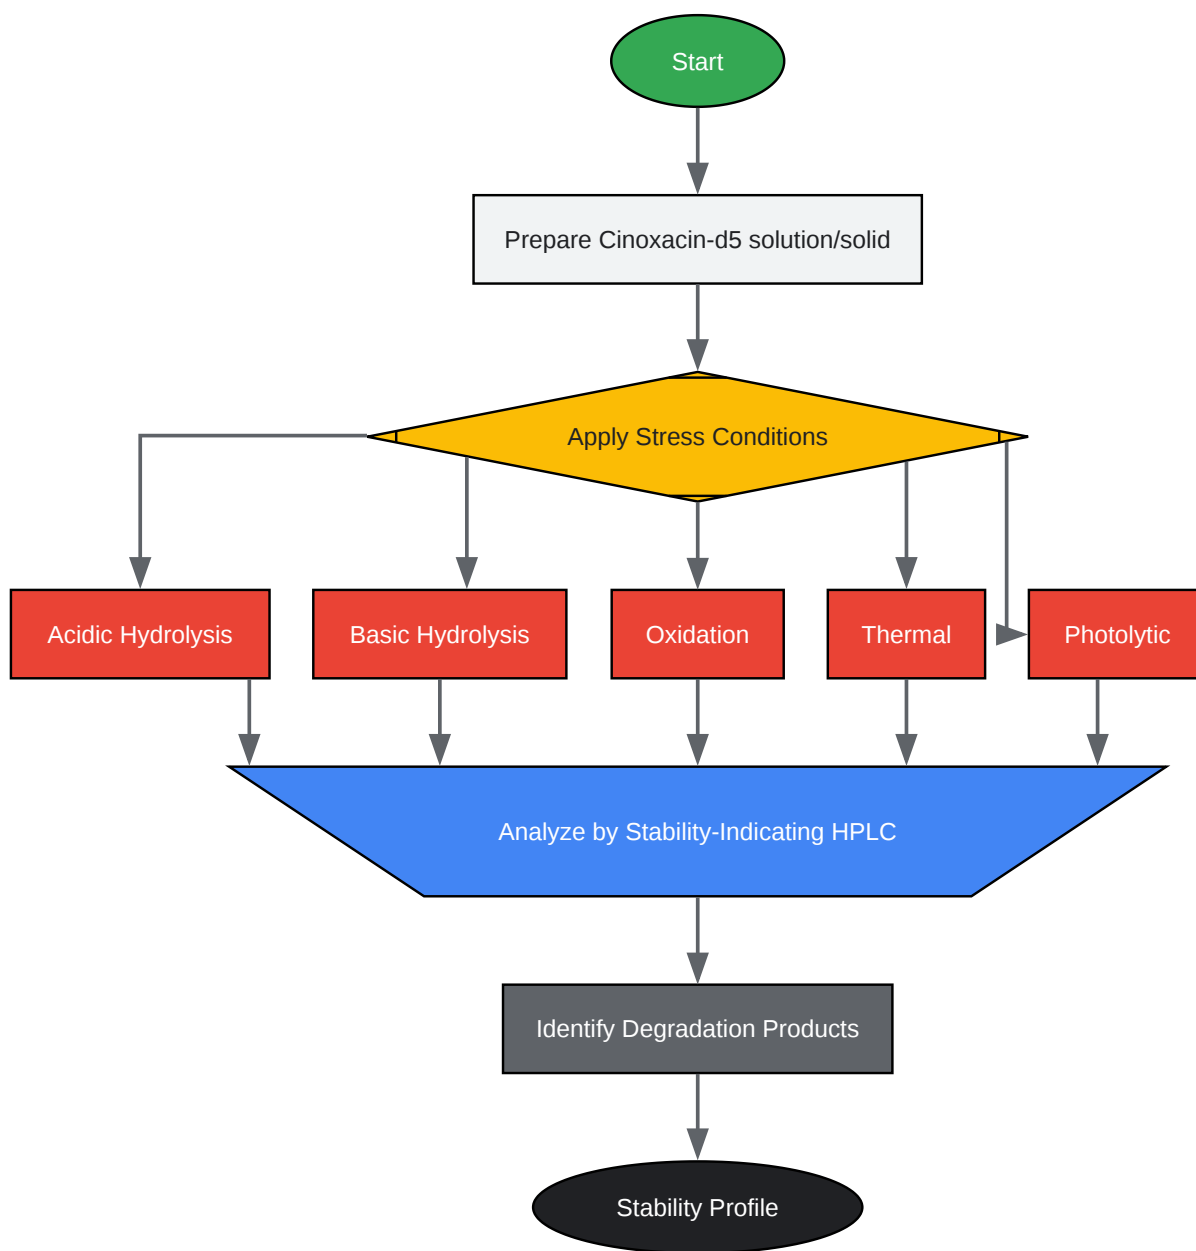 Start
Prepare Cinoxacin-d5 solution/solid
Apply Stress Conditions
Acidic Hydrolysis
Basic Hydrolysis
Oxidation
Thermal
Photolytic
Analyze by Stability-Indicating HPLC
Identify Degradation Products
Stability Profile